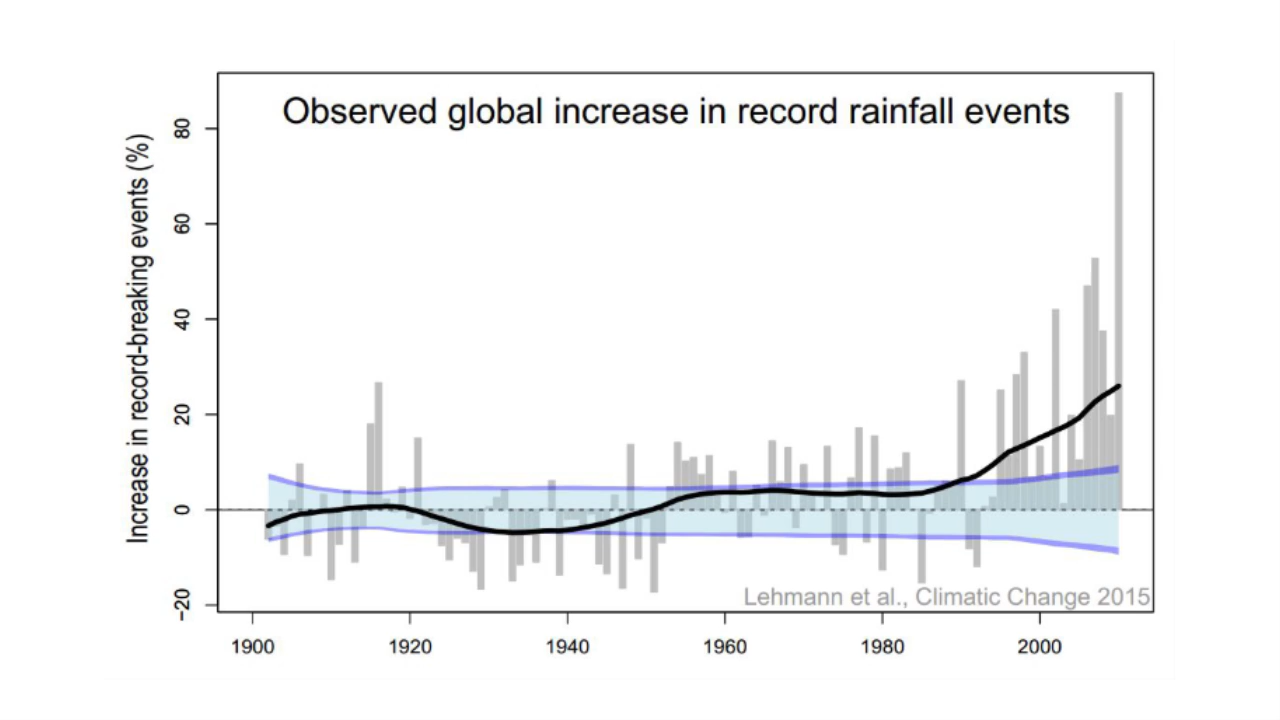 Observed global increase in record rainfall events
Increase in record-breaking events (%)
80
60
40
20
0
−20
Lehmann et al., Climatic Change 2015
1900 1920 1940 1960 1980 2000